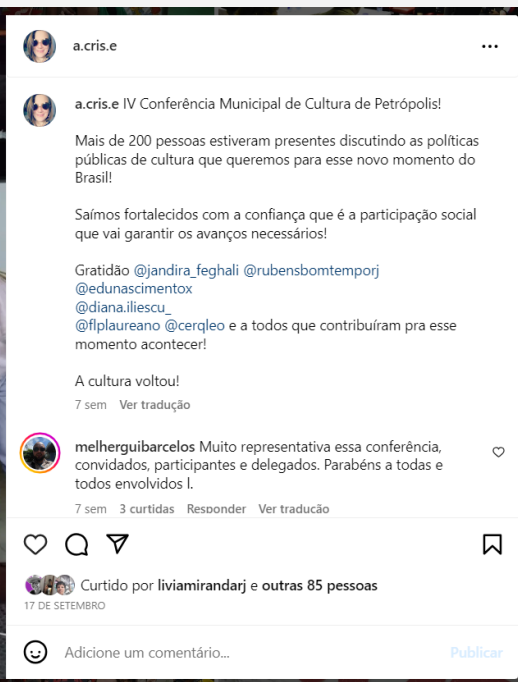 a.cris.e
a.cris.e IV Conferência Municipal de Cultura de Petrópolis!
Mais de 200 pessoas estiveram presentes discutindo as políticas
públicas de cultura que queremos para esse novo momento do
Brasil!
Saímos fortalecidos com a confiança que é a participação social
que vai garantir os avanços necessários!
Gratidão @jandira_feghali @rubensbomtemporj
@edunascimentox
@diana.iliescu_
@flplaureano @cerqleo e a todos que contribuíram pra esse
momento acontecer!
A cultura voltou!
7 sem Ver tradução
melherguibarcelos Muito representativa essa conferência,
convidados, participantes e delegados. Parabéns a todas e
todos envolvidos l.
7 sem 3 curtidas Responder Ver tradução
Curtido por liviamirandarj e outras 85 pessoas
17 DE SETEMBRO
Adicione um comentário...
Publicar